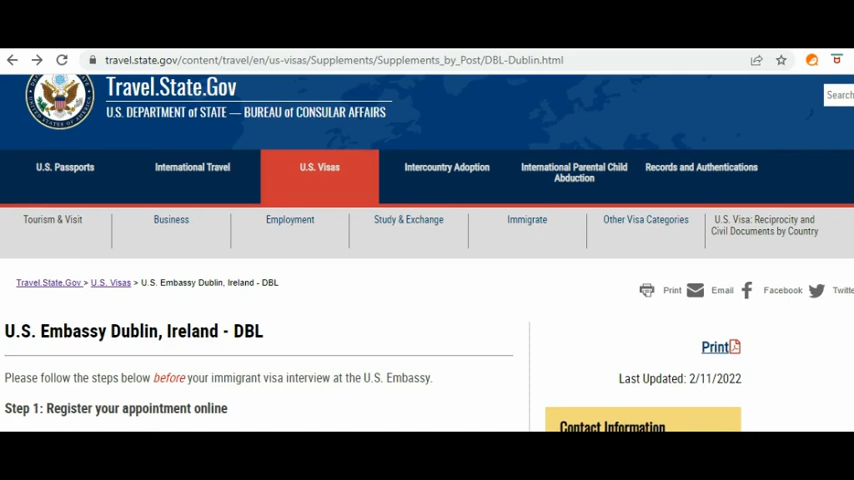 travel.state.gov/content/travel/en/us-visas/Supplements/Supplements_by_Post/DBL-Dublin.html
Travel.State.Gov
U.S. DEPARTMENT of STATE — BUREAU of CONSULAR AFFAIRS
Search
U.S. Passports
International Travel
U.S. Visas
Intercountry Adoption
International Parental Child
Abduction
Records and Authentications
Tourism & Visit
Business
Employment
Study & Exchange
Immigrate
Other Visa Categories
U.S. Visa: Reciprocity and
Civil Documents by Country
Travel.State.Gov > U.S. Visas > U.S. Embassy Dublin, Ireland - DBL
Print
Email
Facebook
Twitte
U.S. Embassy Dublin, Ireland - DBL
Please follow the steps below before your immigrant visa interview at the U.S. Embassy.
Step 1: Register your appointment online
Print
Last Updated: 2/11/2022
Contact Information